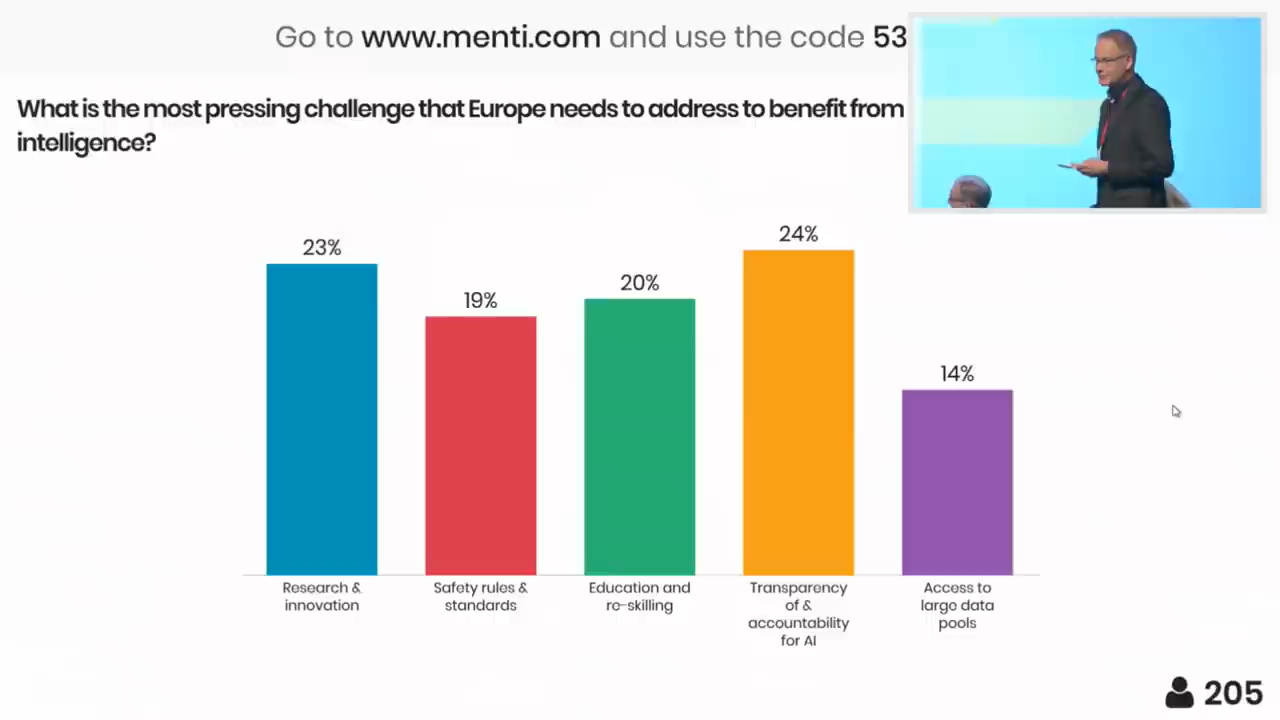 Go to www.menti.com and use the code 53
What is the most pressing challenge that Europe needs to address to benefit from
intelligence?
23%
19%
20%
24%
14%
Research &
innovation
Safety rules &
standards
Education and
re-skilling
Transparency
of &
accountability
for AI
Access to
large data
pools
205